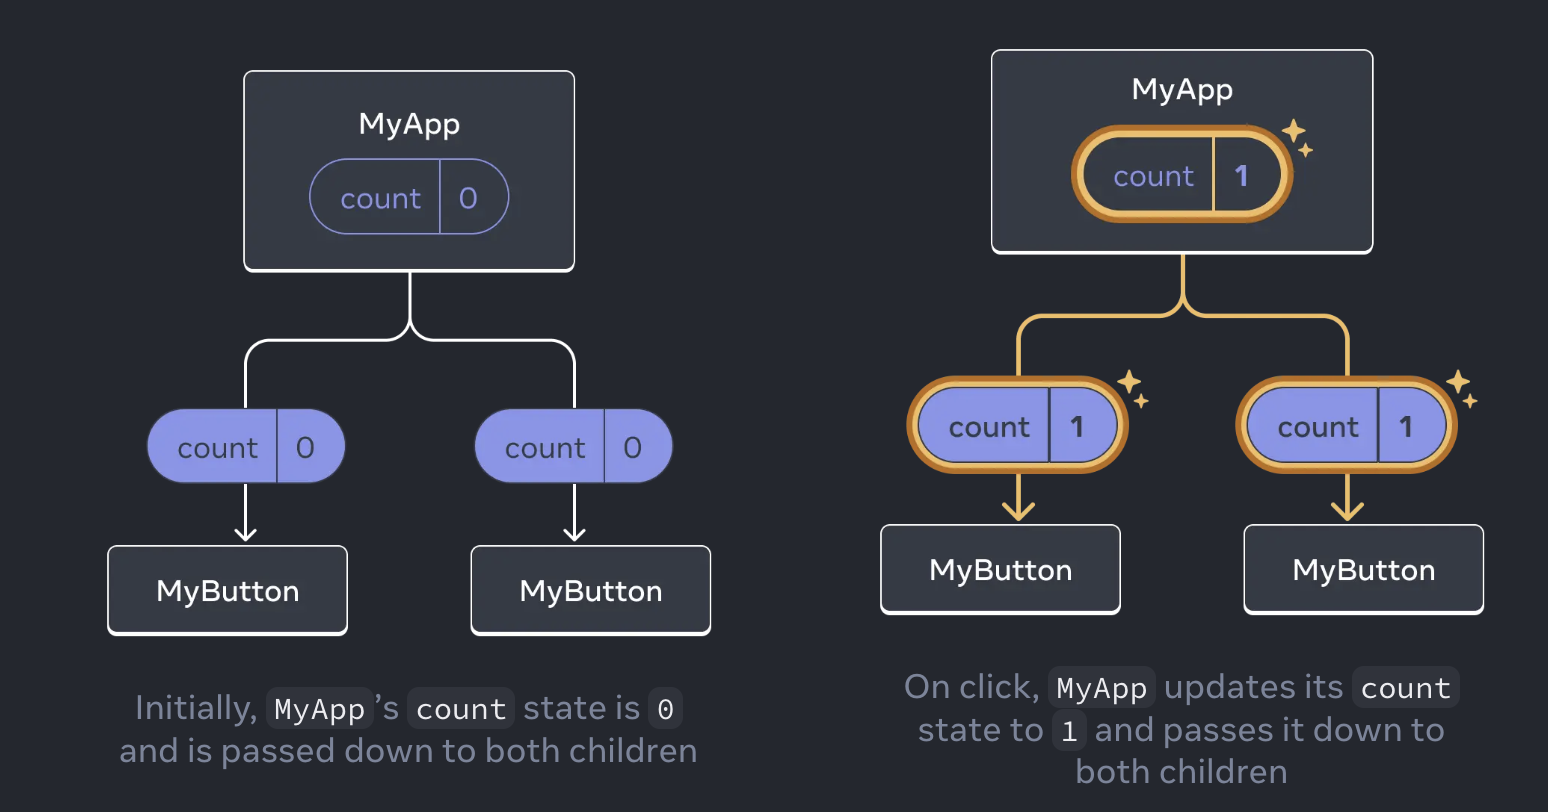 MyApp
count 0
count 0
count 0
MyButton
MyButton
Initially, MyApp’s count state is 0
and is passed down to both children
MyApp
count 1
count 1
count 1
MyButton
MyButton
On click, MyApp updates its count
state to 1 and passes it down to
both children